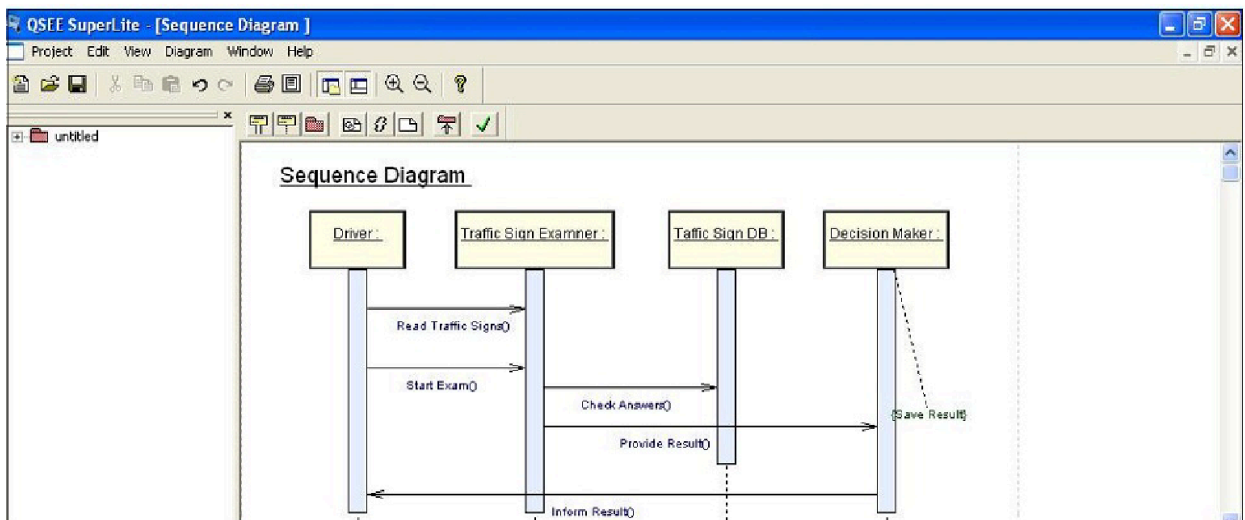 QSEE SuperLite - [Sequence Diagram ]
Project Edit View Diagram Window Help
untitled
Sequence Diagram
Driver :
Traffic Sign Examner :
Taffic Sign DB :
Decision Maker :
Read Traffic Signs()
Start Exam()
Check Answers()
{Save Result}
Provide Result()
Inform Result()